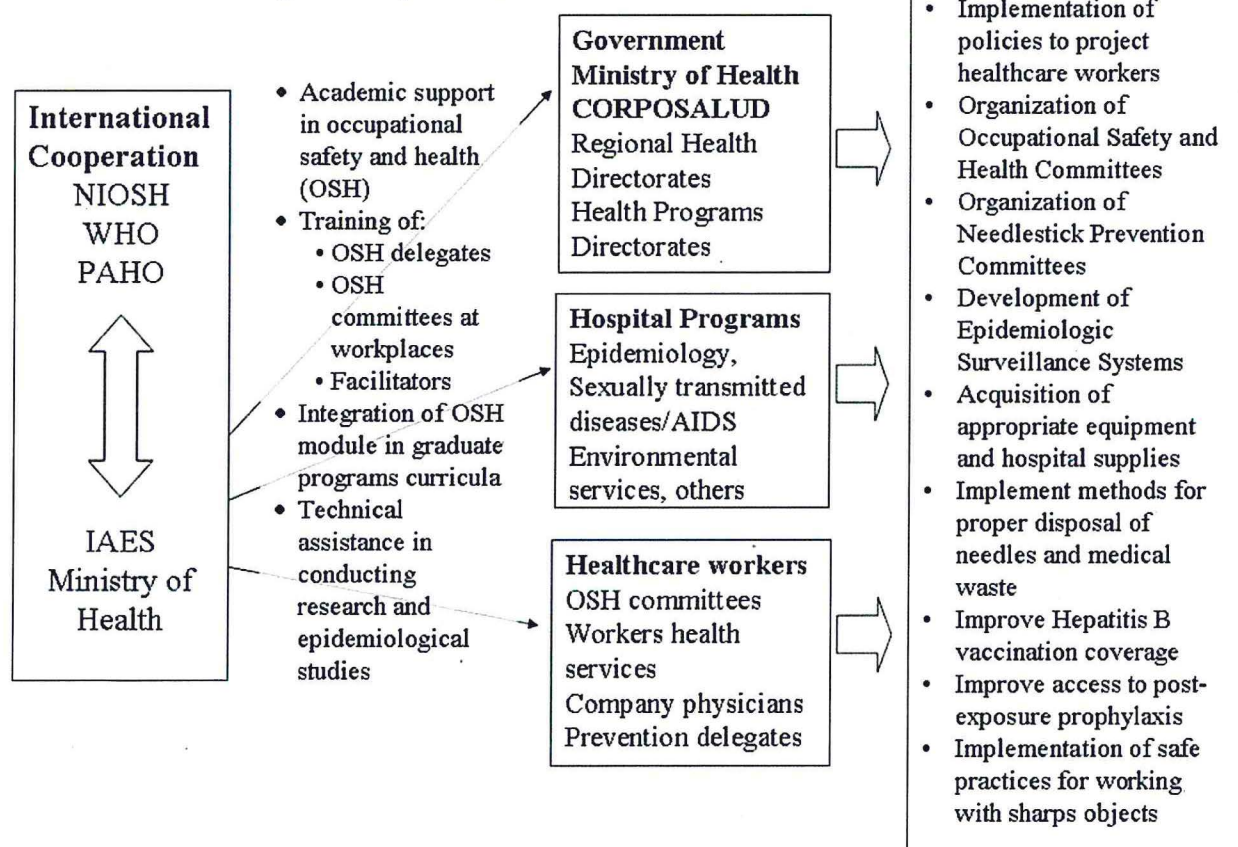 International
Cooperation
NIOSH
WHO
PAHO
IAES
Ministry of
Health
• Academic support
in occupational
safety and health
(OSH)
• Training of:
• OSH delegates
• OSH
committees at
workplaces
• Facilitators
• Integration of OSH
module in graduate
programs curricula
• Technical
assistance in
conducting
research and
epidemiological
studies
Government
Ministry of Health
CORPOSALUD
Regional Health
Directorates
Health Programs
Directorates
Hospital Programs
Epidemiology,
Sexually transmitted
diseases/AIDS
Environmental
services, others
Healthcare workers
OSH committees
Workers health
services
Company physicians
Prevention delegates
• Implementation of
policies to project
healthcare workers
• Organization of
Occupational Safety and
Health Committees
• Organization of
Needlestick Prevention
Committees
• Development of
Epidemiologic
Surveillance Systems
• Acquisition of
appropriate equipment
and hospital supplies
• Implement methods for
proper disposal of
needles and medical
waste
• Improve Hepatitis B
vaccination coverage
• Improve access to post-
exposure prophylaxis
• Implementation of safe
practices for working
with sharps objects